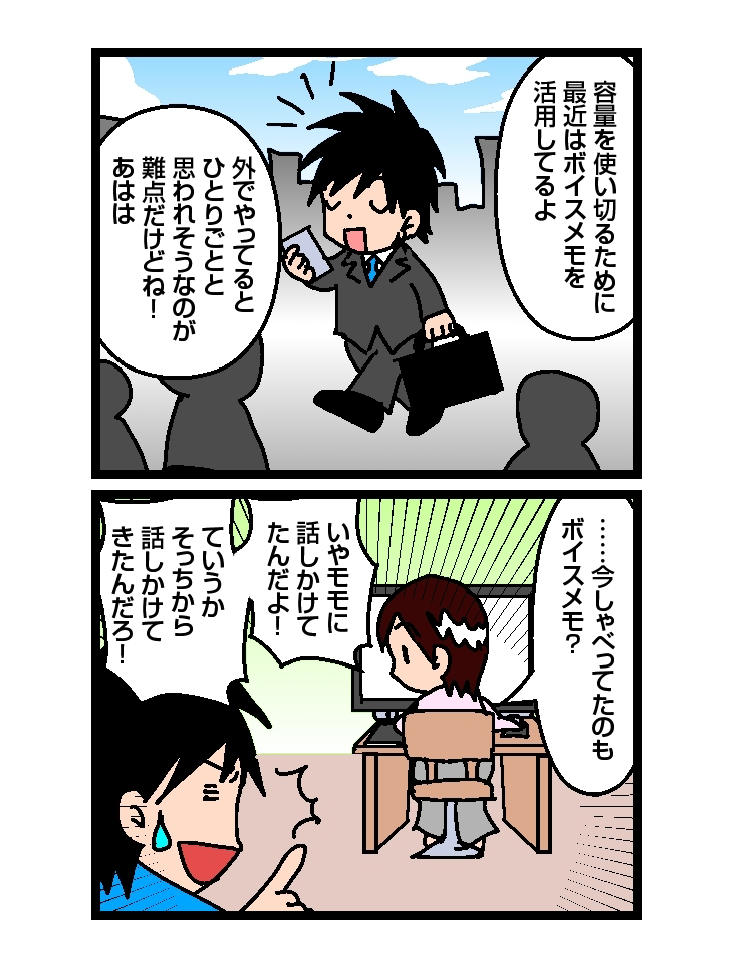 容量を使い切るために
最近はボイスメモを
活用してるよ
外でやってると
ひとりごとと
思われそうなのが
難点だけどね！
あはは
……今しゃべってたのも
ボイスメモ？
いやモモに
話しかけて
たんだよ！
ていうか
そっちから
話しかけて
きたんだろ！